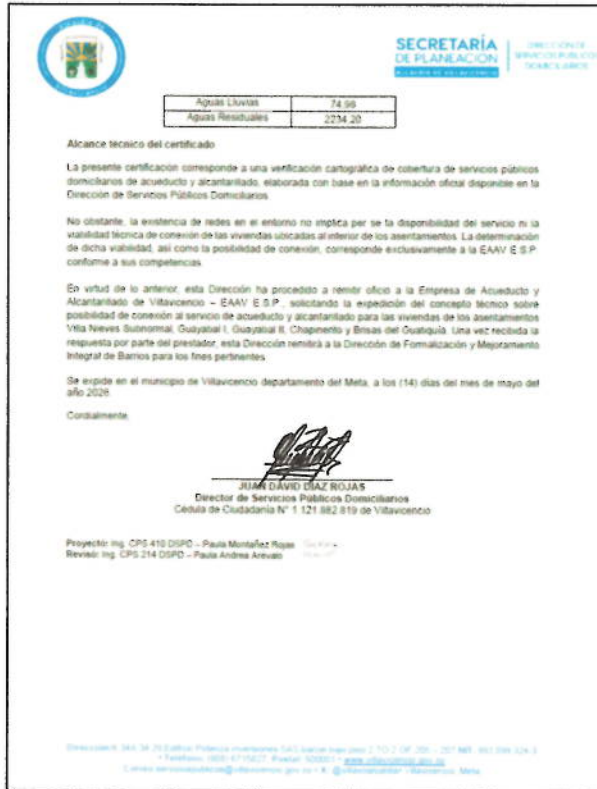 SECRETARÍA
DE PLANEACIÓN
ALCALDÍA DE VILLAVICENCIO
DIRECCIÓN DE
SERVICIOS PÚBLICOS
DOMICILIARIOS
Aguas Lluvias 74.98
Aguas Residuales 2234.20
Alcance técnico del certificado
La presente certificación corresponde a una verificación cartográfica de cobertura de servicios públicos
domiciliarios de acueducto y alcantarillado, elaborada con base en la información oficial disponible en la
Dirección de Servicios Públicos Domiciliarios.
No obstante, la existencia de redes en el entorno no implica per se la disponibilidad del servicio ni la
viabilidad técnica de conexión de las viviendas ubicadas al interior de los asentamientos. La determinación
de dicha viabilidad, así como la posibilidad de conexión, corresponde exclusivamente a la EAAV E.S.P.
conforme a sus competencias.
En virtud de lo anterior, esta Dirección ha procedido a remitir oficio a la Empresa de Acueducto y
Alcantarillado de Villavicencio – EAAV E.S.P., solicitando la expedición del concepto técnico sobre
posibilidad de conexión al servicio de acueducto y alcantarillado para las viviendas de los asentamientos
Villa Nieves Subnormal, Guayabal I, Guayabal II, Chapinerito y Brisas del Guatiquía. Una vez recibida la
respuesta por parte del prestador, esta Dirección remitirá a la Dirección de Formalización y Mejoramiento
Integral de Barrios para los fines pertinentes.
Se expide en el municipio de Villavicencio departamento del Meta, a los (14) días del mes de mayo del
año 2026
Cordialmente,
JUAN DAVID DIAZ ROJAS
Director de Servicios Públicos Domiciliarios
Cédula de Ciudadanía N° 1.121.882.819 de Villavicencio
Proyectó: Ing. CPS 410 DSPD – Paula Montañez Rojas
Revisó: Ing. CPS 214 DSPD – Paula Andrea Arevalo